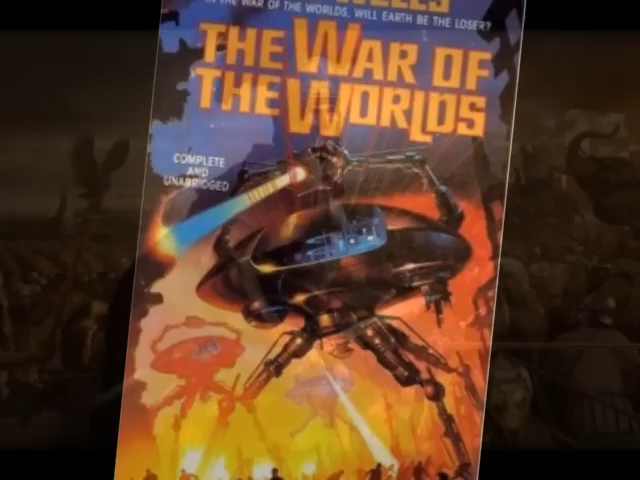 WELLS
IN THE WAR OF THE WORLDS, WILL EARTH BE THE LOSER?
THE WAR OF
THE WORLDS
COMPLETE
AND
UNABRIDGED